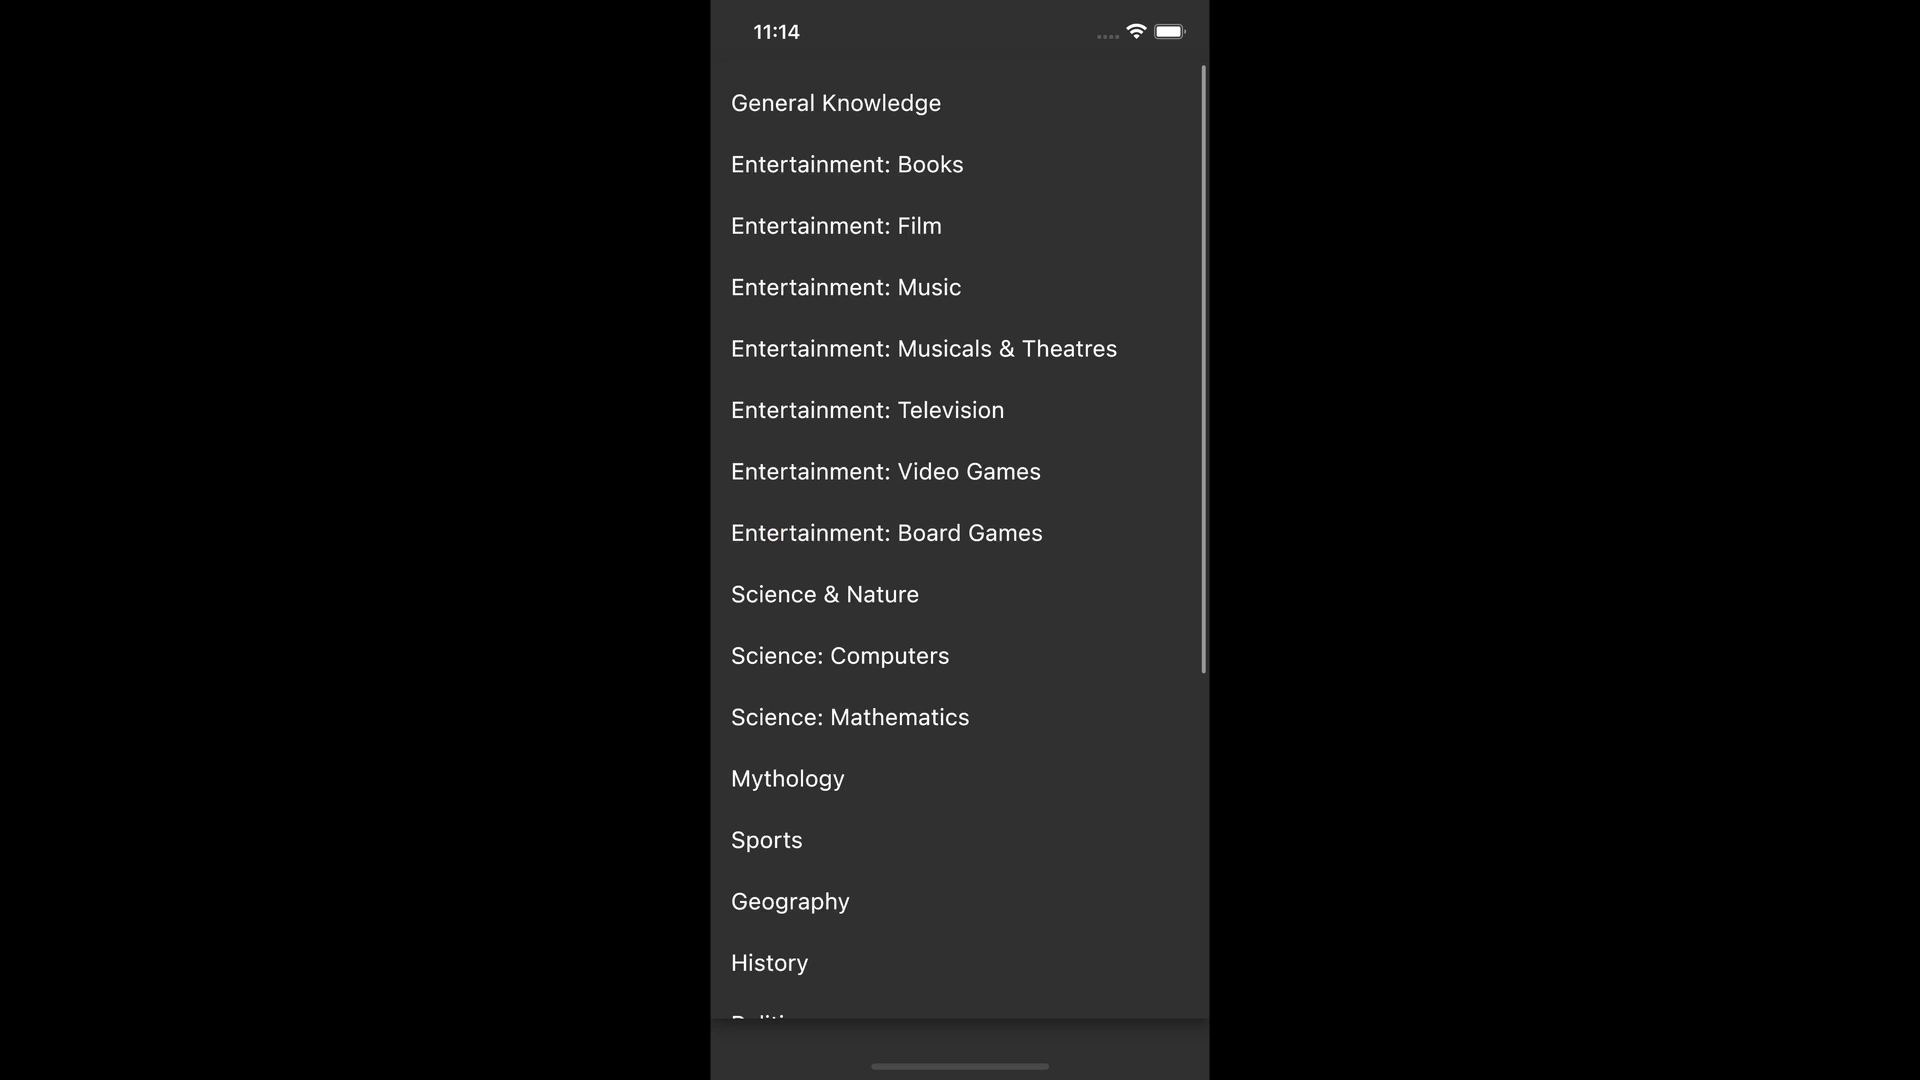 11:14
General Knowledge
Entertainment: Books
Entertainment: Film
Entertainment: Music
Entertainment: Musicals & Theatres
Entertainment: Television
Entertainment: Video Games
Entertainment: Board Games
Science & Nature
Science: Computers
Science: Mathematics
Mythology
Sports
Geography
History